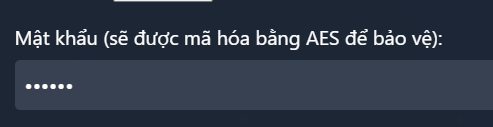 Mật khẩu (sẽ được mã hóa bằng AES để bảo vệ):
••••••